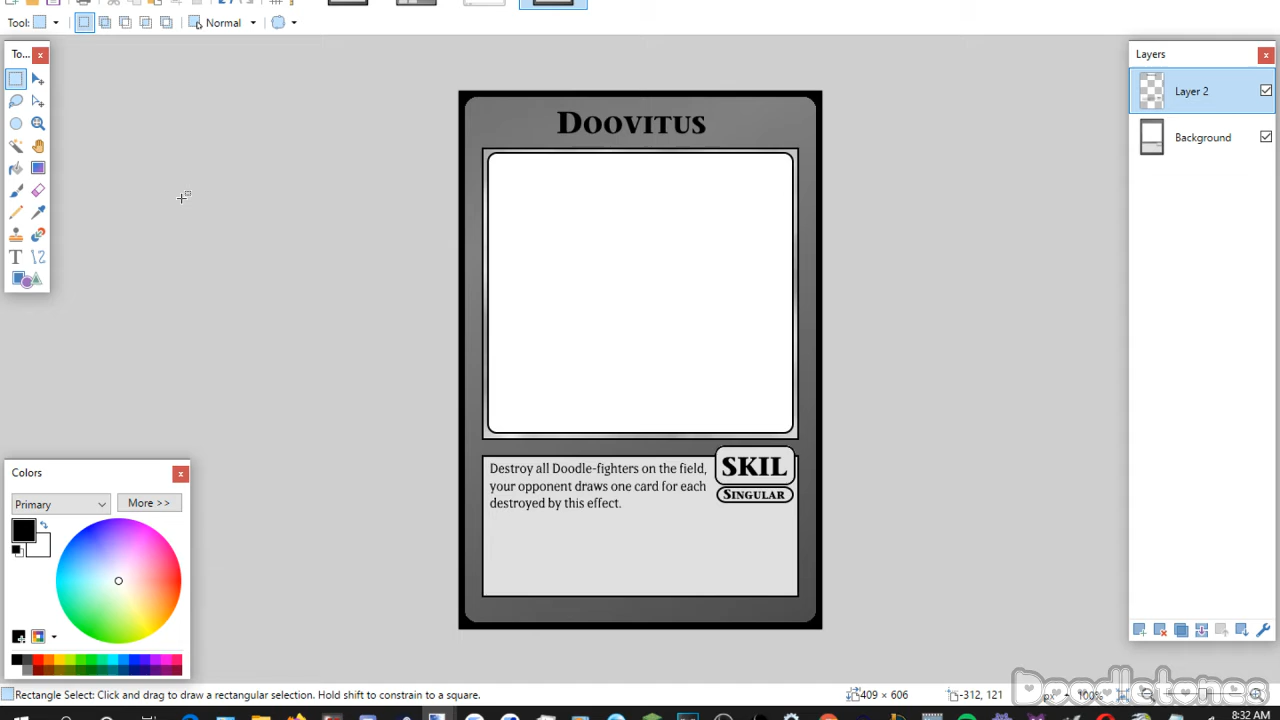 Tool:
Normal
To...
Layers
Layer 2
Background
DOOVITUS
Destroy all Doodle-fighters on the field,
your opponent draws one card for each
destroyed by this effect.
SKIL
SINGULAR
Colors
Primary
More >>
Rectangle Select: Click and drag to draw a rectangular selection. Hold shift to constrain to a square.
409 × 606
-312, 121
px
100%
Doodletones
8:32 AM